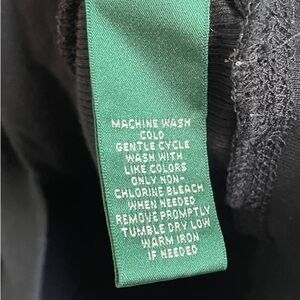 MACHINE WASH
COLD
GENTLE CYCLE
WASH WITH
LIKE COLORS
ONLY NON-
CHLORINE BLEACH
WHEN NEEDED
REMOVE PROMPTLY
TUMBLE DRY LOW
WARM IRON
IF NEEDED